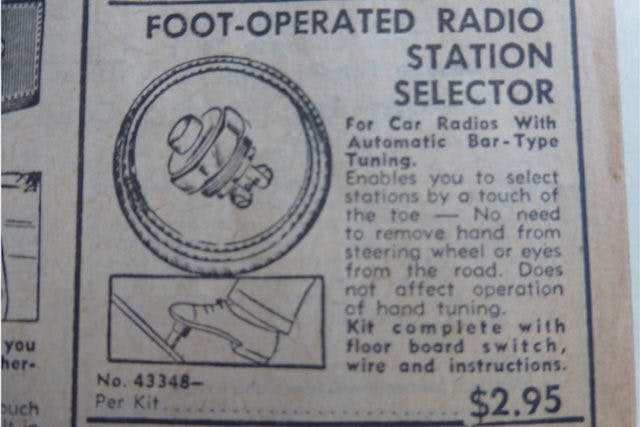 FOOT-OPERATED RADIO
STATION
SELECTOR
For Car Radios With
Automatic Bar-Type
Tuning.
Enables you to select
stations by a touch of
the toe — No need
to remove hand from
steering wheel or eyes
from the road. Does
not affect operation
of hand tuning.
Kit complete with
floor board switch,
wire and instructions.
No. 43348—
Per Kit....................................$2.95
you
her-
ouch